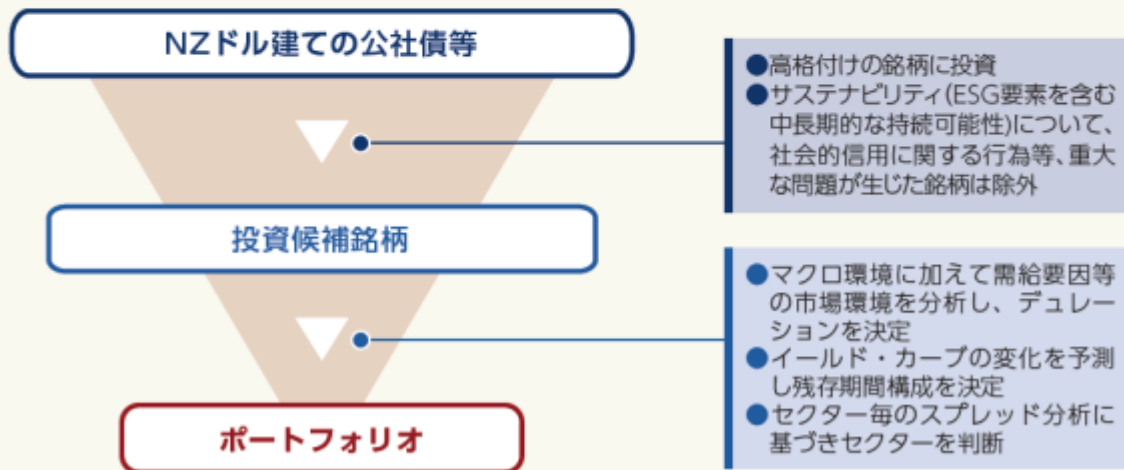 NZドル建ての公社債等
●高格付けの銘柄に投資
●サステナビリティ(ESG要素を含む
中長期的な持続可能性)について、
社会的信用に関する行為等、重大
な問題が生じた銘柄は除外
投資候補銘柄
●マクロ環境に加えて需給要因等
の市場環境を分析し、デュレー
ションを決定
●イールド・カーブの変化を予測
し残存期間構成を決定
●セクター毎のスプレッド分析に
基づきセクターを判断
ポートフォリオ